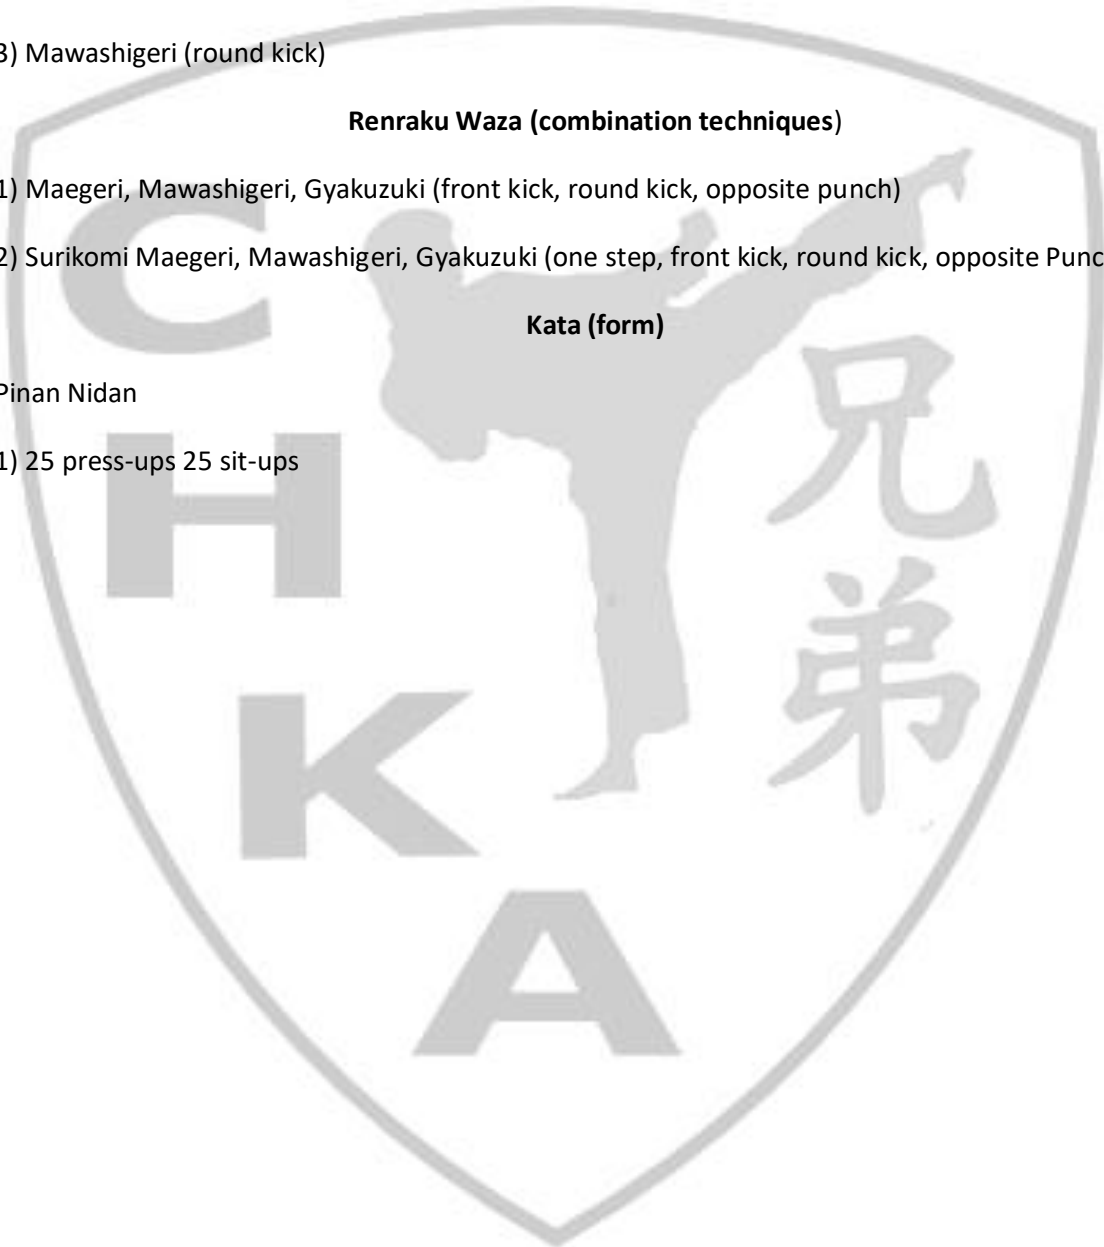 3) Mawashigeri (round kick)
Renraku Waza (combination techniques)
1) Maegeri, Mawashigeri, Gyakuzuki (front kick, round kick, opposite punch)
2) Surikomi Maegeri, Mawashigeri, Gyakuzuki (one step, front kick, round kick, opposite Punc
Kata (form)
Pinan Nidan
1) 25 press-ups 25 sit-ups
C
H
K
A
兄
弟